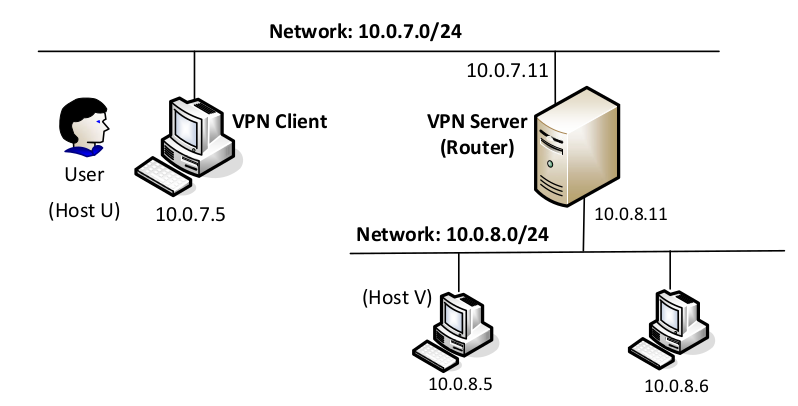 Network: 10.0.7.0/24
10.0.7.11
VPN Client
VPN Server
(Router)
User
(Host U)
10.0.7.5
10.0.8.11
Network: 10.0.8.0/24
(Host V)
10.0.8.5
10.0.8.6